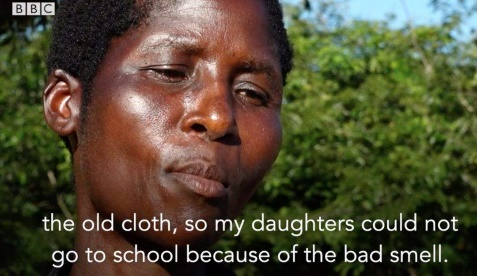 BBC
the old cloth, so my daughters could not
go to school because of the bad smell.